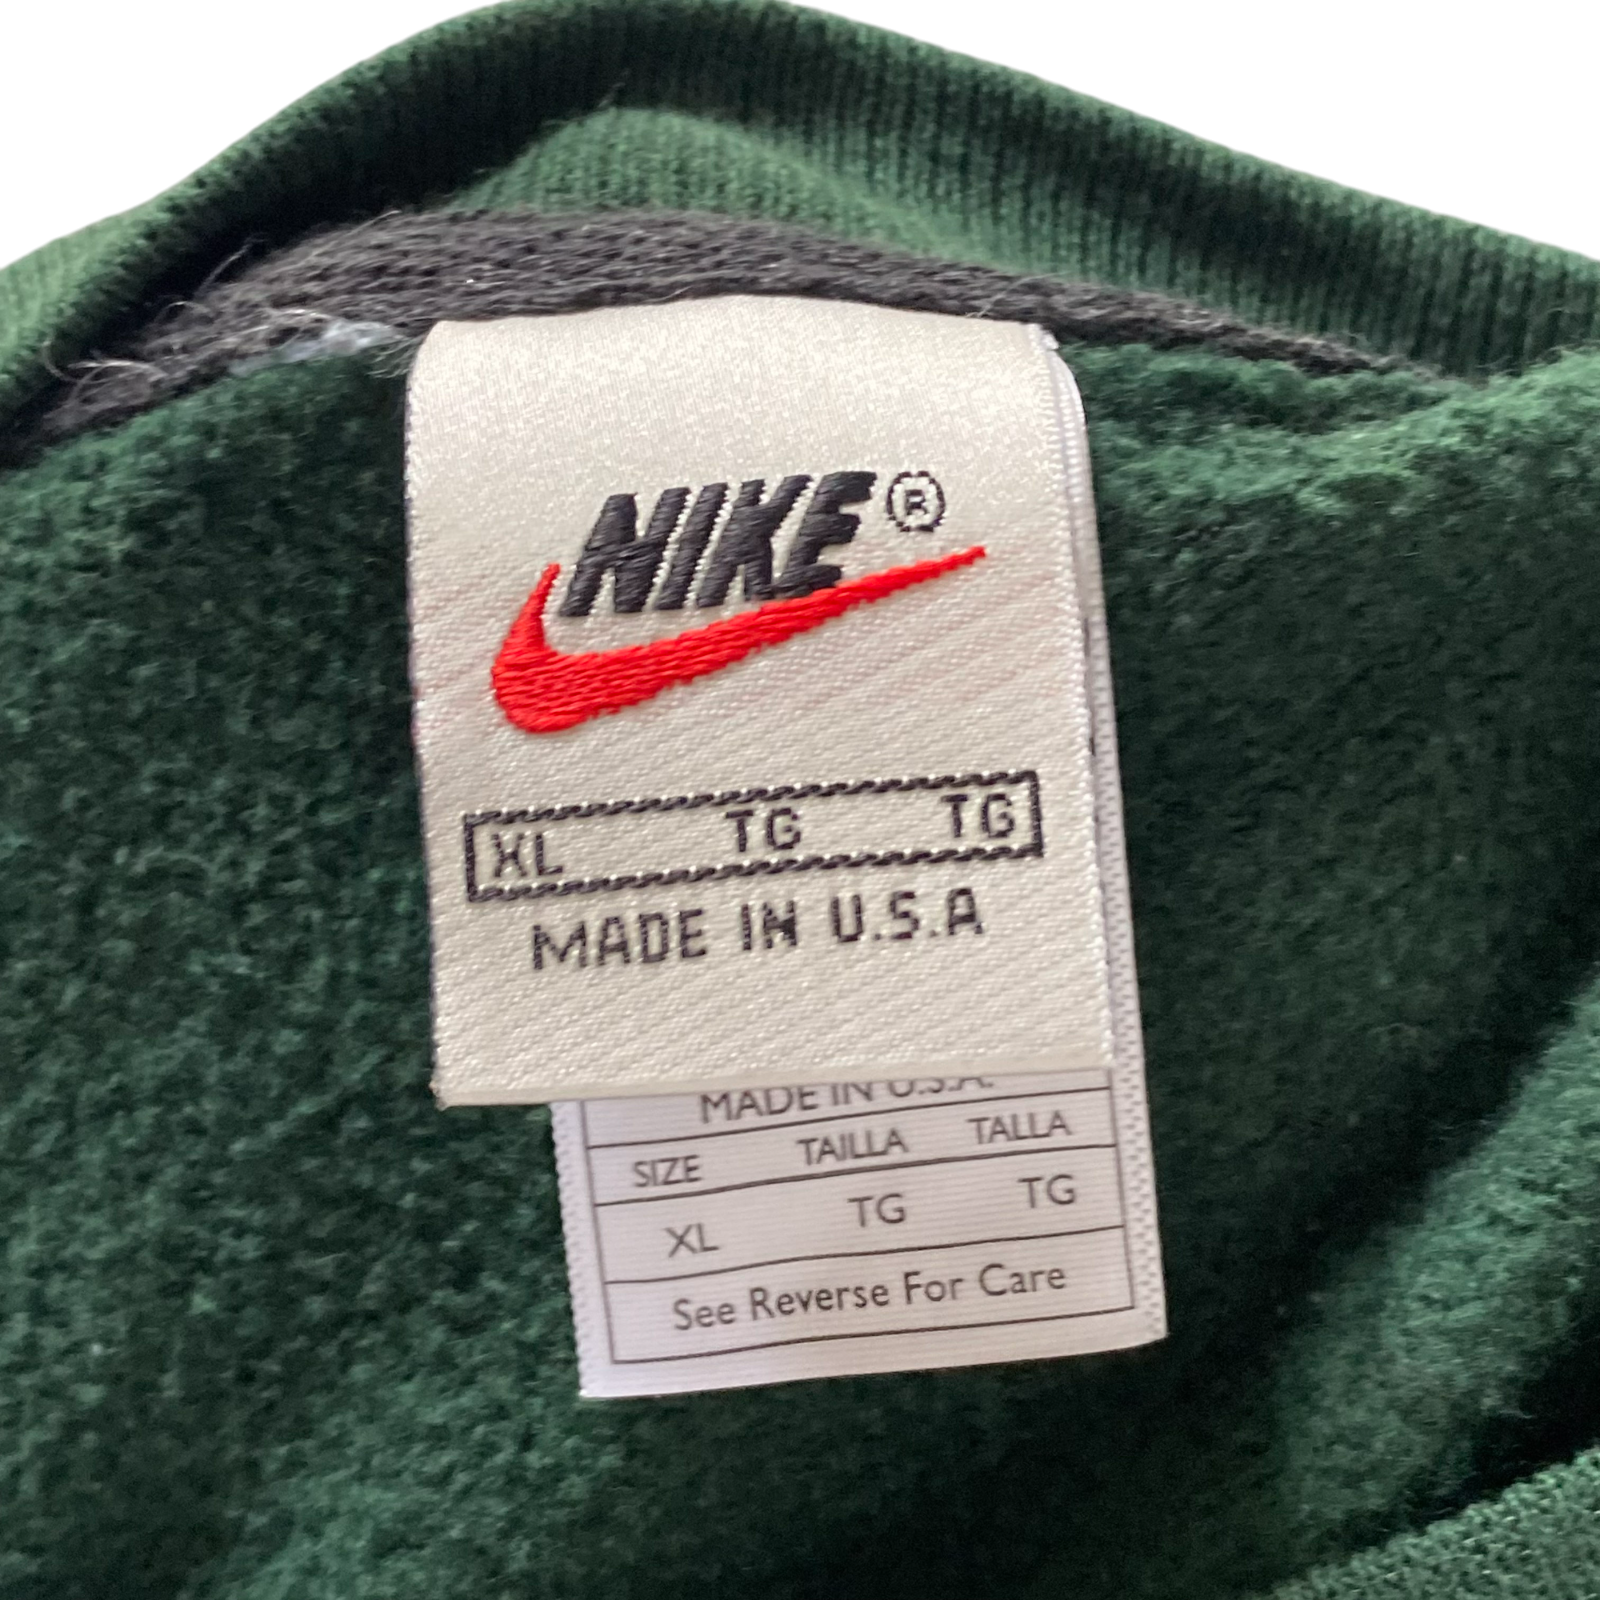 NIKE®
XL TG TG
MADE IN U.S.A
MADE IN U.S.A.
SIZE TAILLA TALLA
XL TG TG
See Reverse For Care